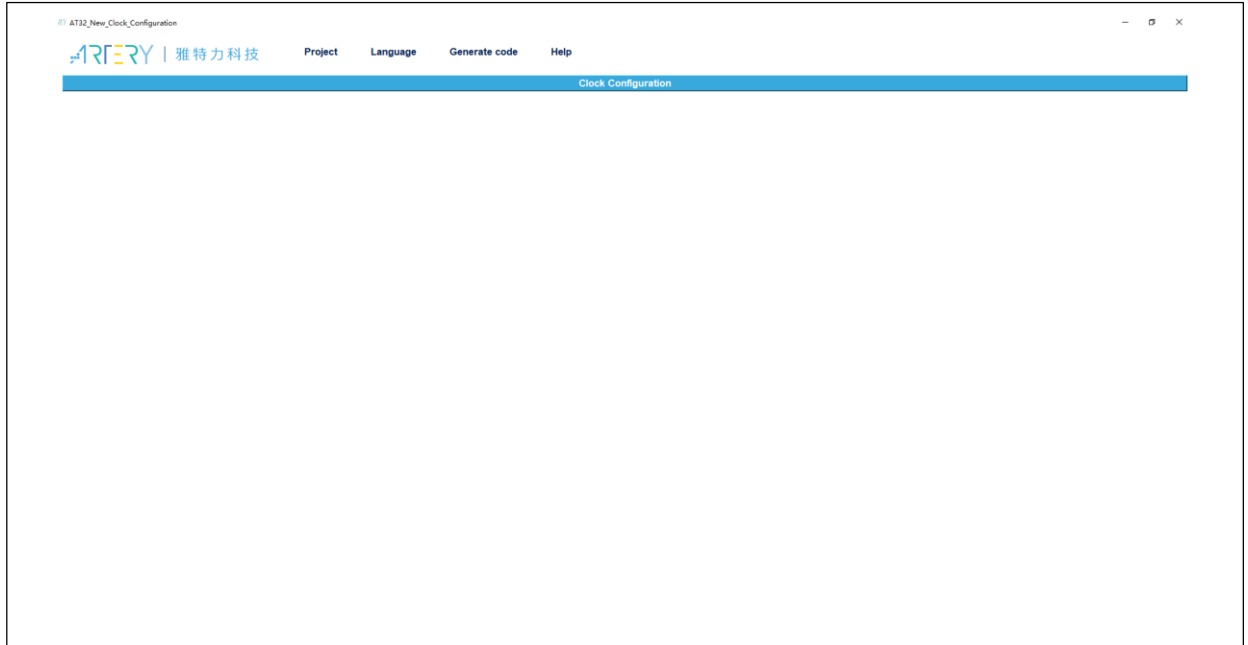 AT32_New_Clock_Configuration
ARTERY | 雅特力科技 Project Language Generate code Help
Clock Configuration